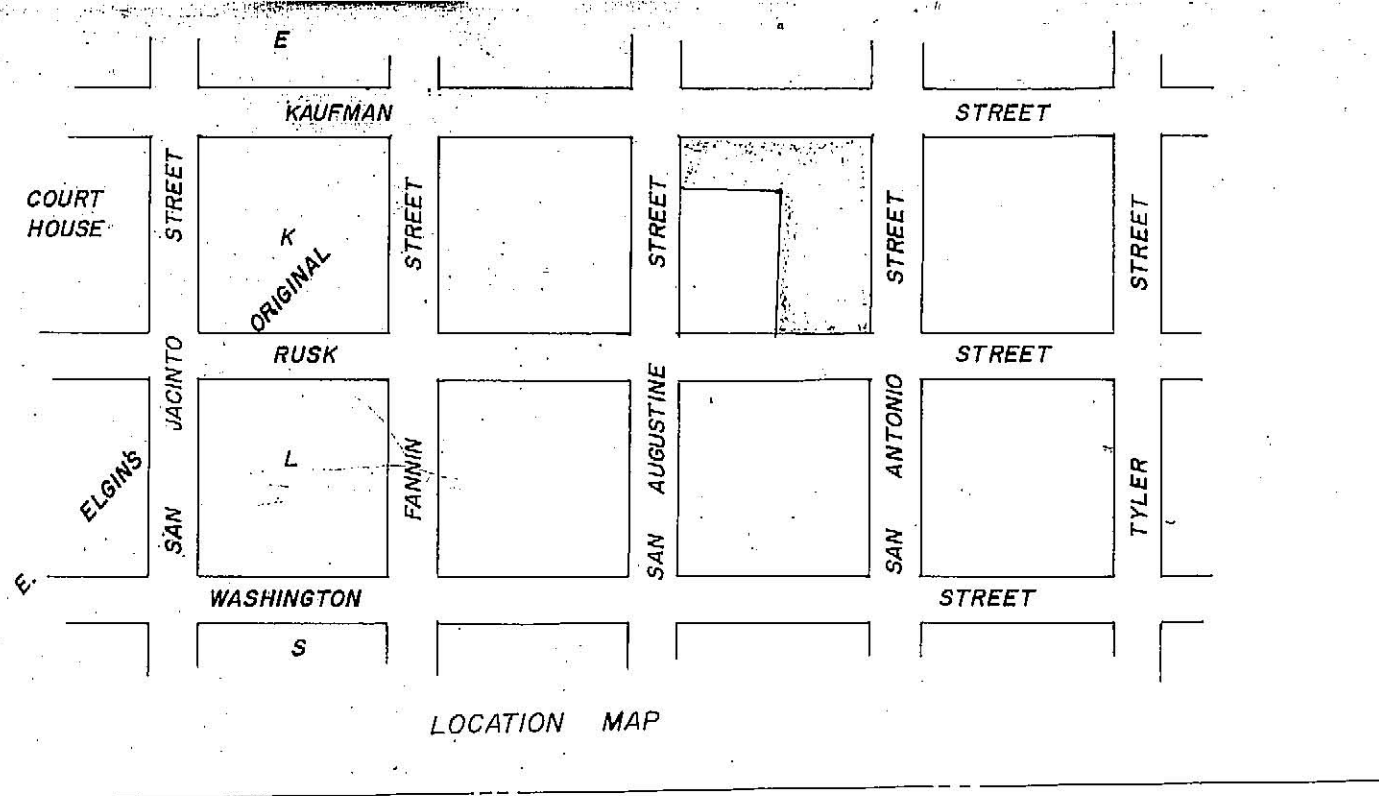 E
KAUFMAN STREET
COURT
HOUSE
STREET
K
ORIGINAL
STREET
STREET
STREET
STREET
RUSK STREET
SAN JACINTO
ELGINS
L
FANNIN
SAN AUGUSTINE
SAN ANTONIO
TYLER
E.
WASHINGTON STREET
S
LOCATION MAP